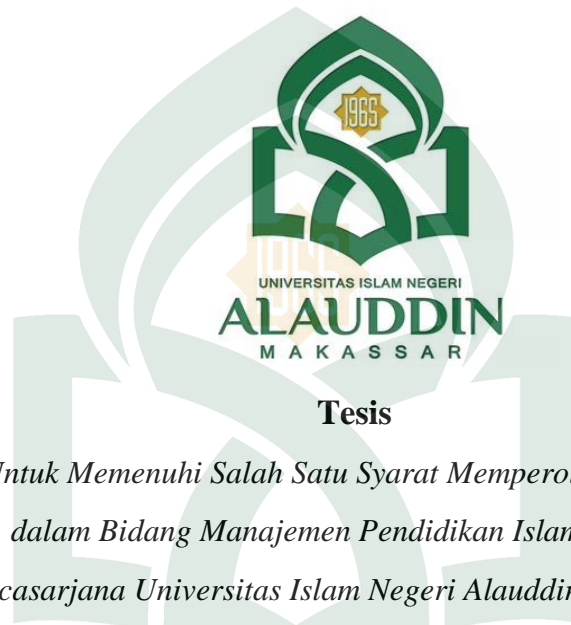 1965
UNIVERSITAS ISLAM NEGERI
ALAUDDIN
MAKASSAR
Tesis
Untuk Memenuhi Salah Satu Syarat Mempero
dalam Bidang Manajemen Pendidikan Islam
casarjana Universitas Islam Negeri Alauddin